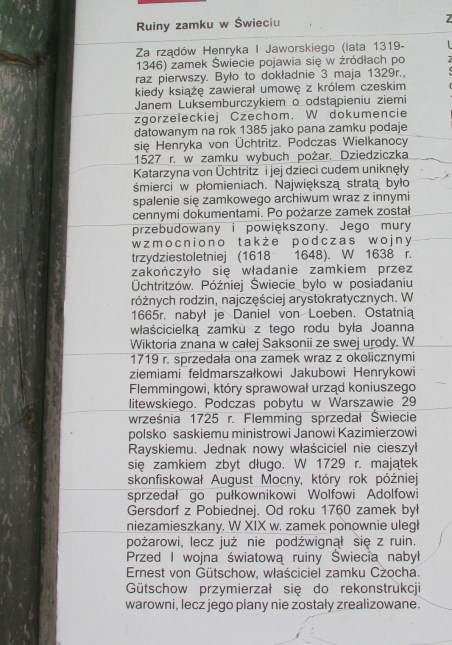 Ruiny zamku w Świeciu
Za rządów Henryka I Jaworskiego (lata 1319-
1346) zamek Świecie pojawia się w źródłach po
raz pierwszy. Było to dokładnie 3 maja 1329r.,
kiedy książę zawierał umowę z królem czeskim
Janem Luksemburczykiem o odstąpieniu ziemi
zgorzeleckiej Czechom. W dokumencie
datowanym na rok 1385 jako pana zamku podaje
się Henryka von Üchtritz. Podczas Wielkanocy
1527 r. w zamku wybuch pożar. Dziedziczka
Katarzyna von Üchtritz i jej dzieci cudem uniknęły
śmierci w płomieniach. Największą stratą było
spalenie się zamkowego archiwum wraz z innymi
cennymi dokumentami. Po pożarze zamek został
przebudowany i powiększony. Jego mury
wzmocniono także podczas wojny
trzydziestoletniej (1618 1648). W 1638 r.
zakończyło się władanie zamkiem przez
Üchtritzów. Później Świecie było w posiadaniu
różnych rodzin, najczęściej arystokratycznych. W
1665r. nabył je Daniel von Loeben. Ostatnią
właścicielką zamku z tego rodu była Joanna
Wiktoria znana w całej Saksonii ze swej urody. W
1719 r. sprzedała ona zamek wraz z okolicznymi
ziemiami feldmarszałkowi Jakubowi Henrykowi
Flemmingowi, który sprawował urząd koniuszego
litewskiego. Podczas pobytu w Warszawie 29
września 1725 r. Flemming sprzedał Świecie
polsko saskiemu ministrowi Janowi Kazimierzowi
Rayskiemu. Jednak nowy właściciel nie cieszył
się zamkiem zbyt długo. W 1729 r. majątek
skonfiskował August Mocny, który rok później
sprzedał go pułkownikowi Wolfowi Adolfowi
Gersdorf z Pobiednej. Od roku 1760 zamek był
niezamieszkany. W XIX w. zamek ponownie uległ
pożarowi, lecz już nie podźwignął się z ruin.
Przed I wojna światową ruiny Świecia nabył
Ernest von Gütschow, właściciel zamku Czocha.
Gütschow przymierzał się do rekonstrukcji
warowni, lecz jego plany nie zostały zrealizowane.